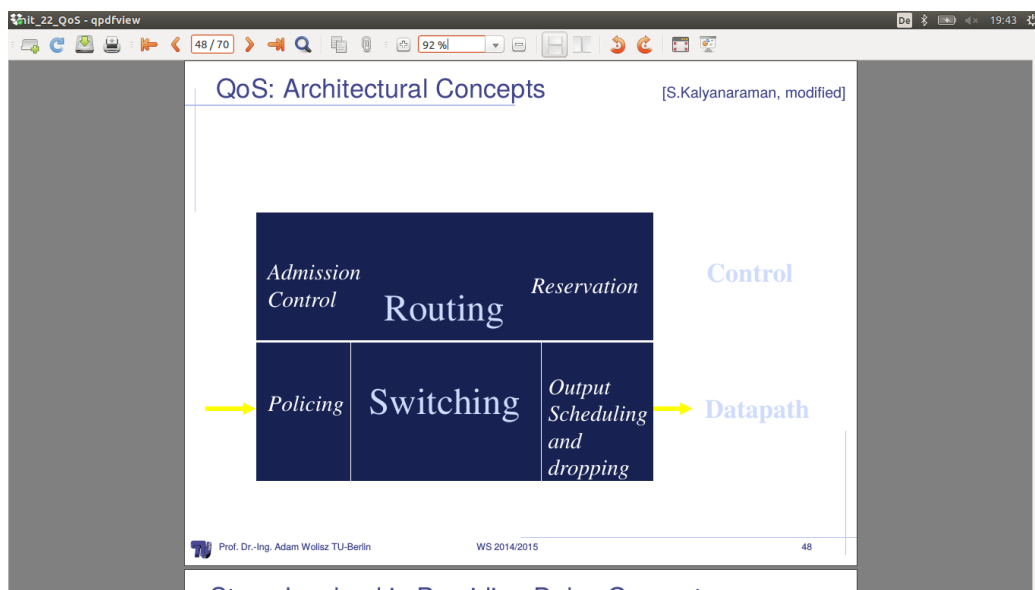 nit_22_QoS - qpdfview
De
19:43
48 / 70
92 %
QoS: Architectural Concepts
[S.Kalyanaraman, modified]
Admission
Control
Routing
Reservation
Control
Policing
Switching
Output
Scheduling
and
dropping
Datapath
Prof. Dr.-Ing. Adam Wolisz TU-Berlin
WS 2014/2015
48